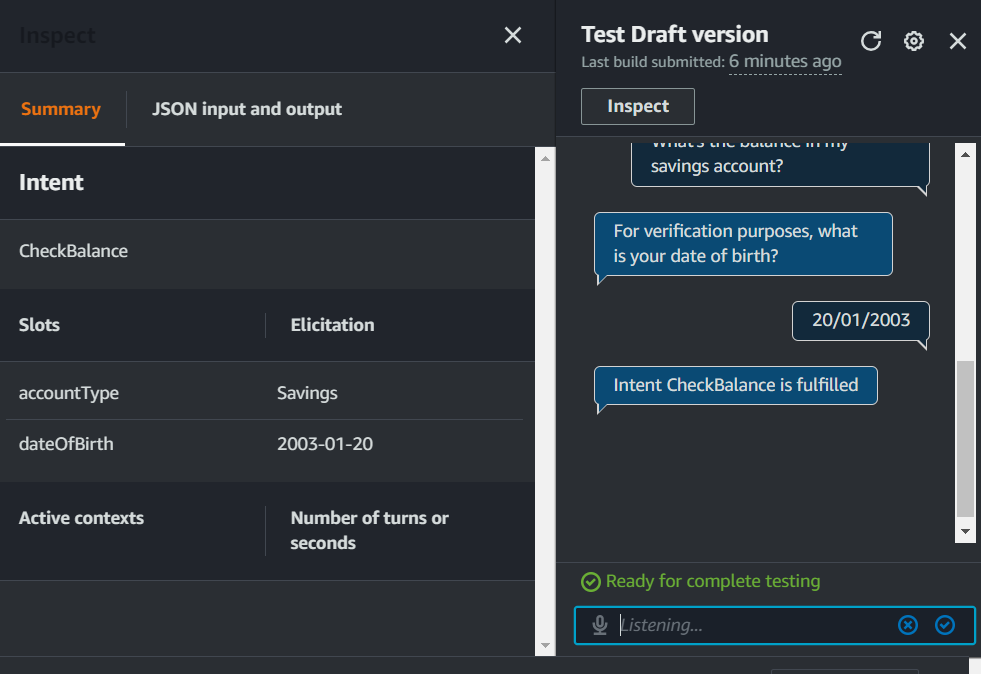 Inspect
Summary
JSON input and output
Intent
CheckBalance
Slots
Elicitation
accountType
Savings
dateOfBirth
2003-01-20
Active contexts
Number of turns or
seconds
Test Draft version
Last build submitted: 6 minutes ago
Inspect
What's the balance in my
savings account?
For verification purposes, what
is your date of birth?
20/01/2003
Intent CheckBalance is fulfilled
Ready for complete testing
Listening...